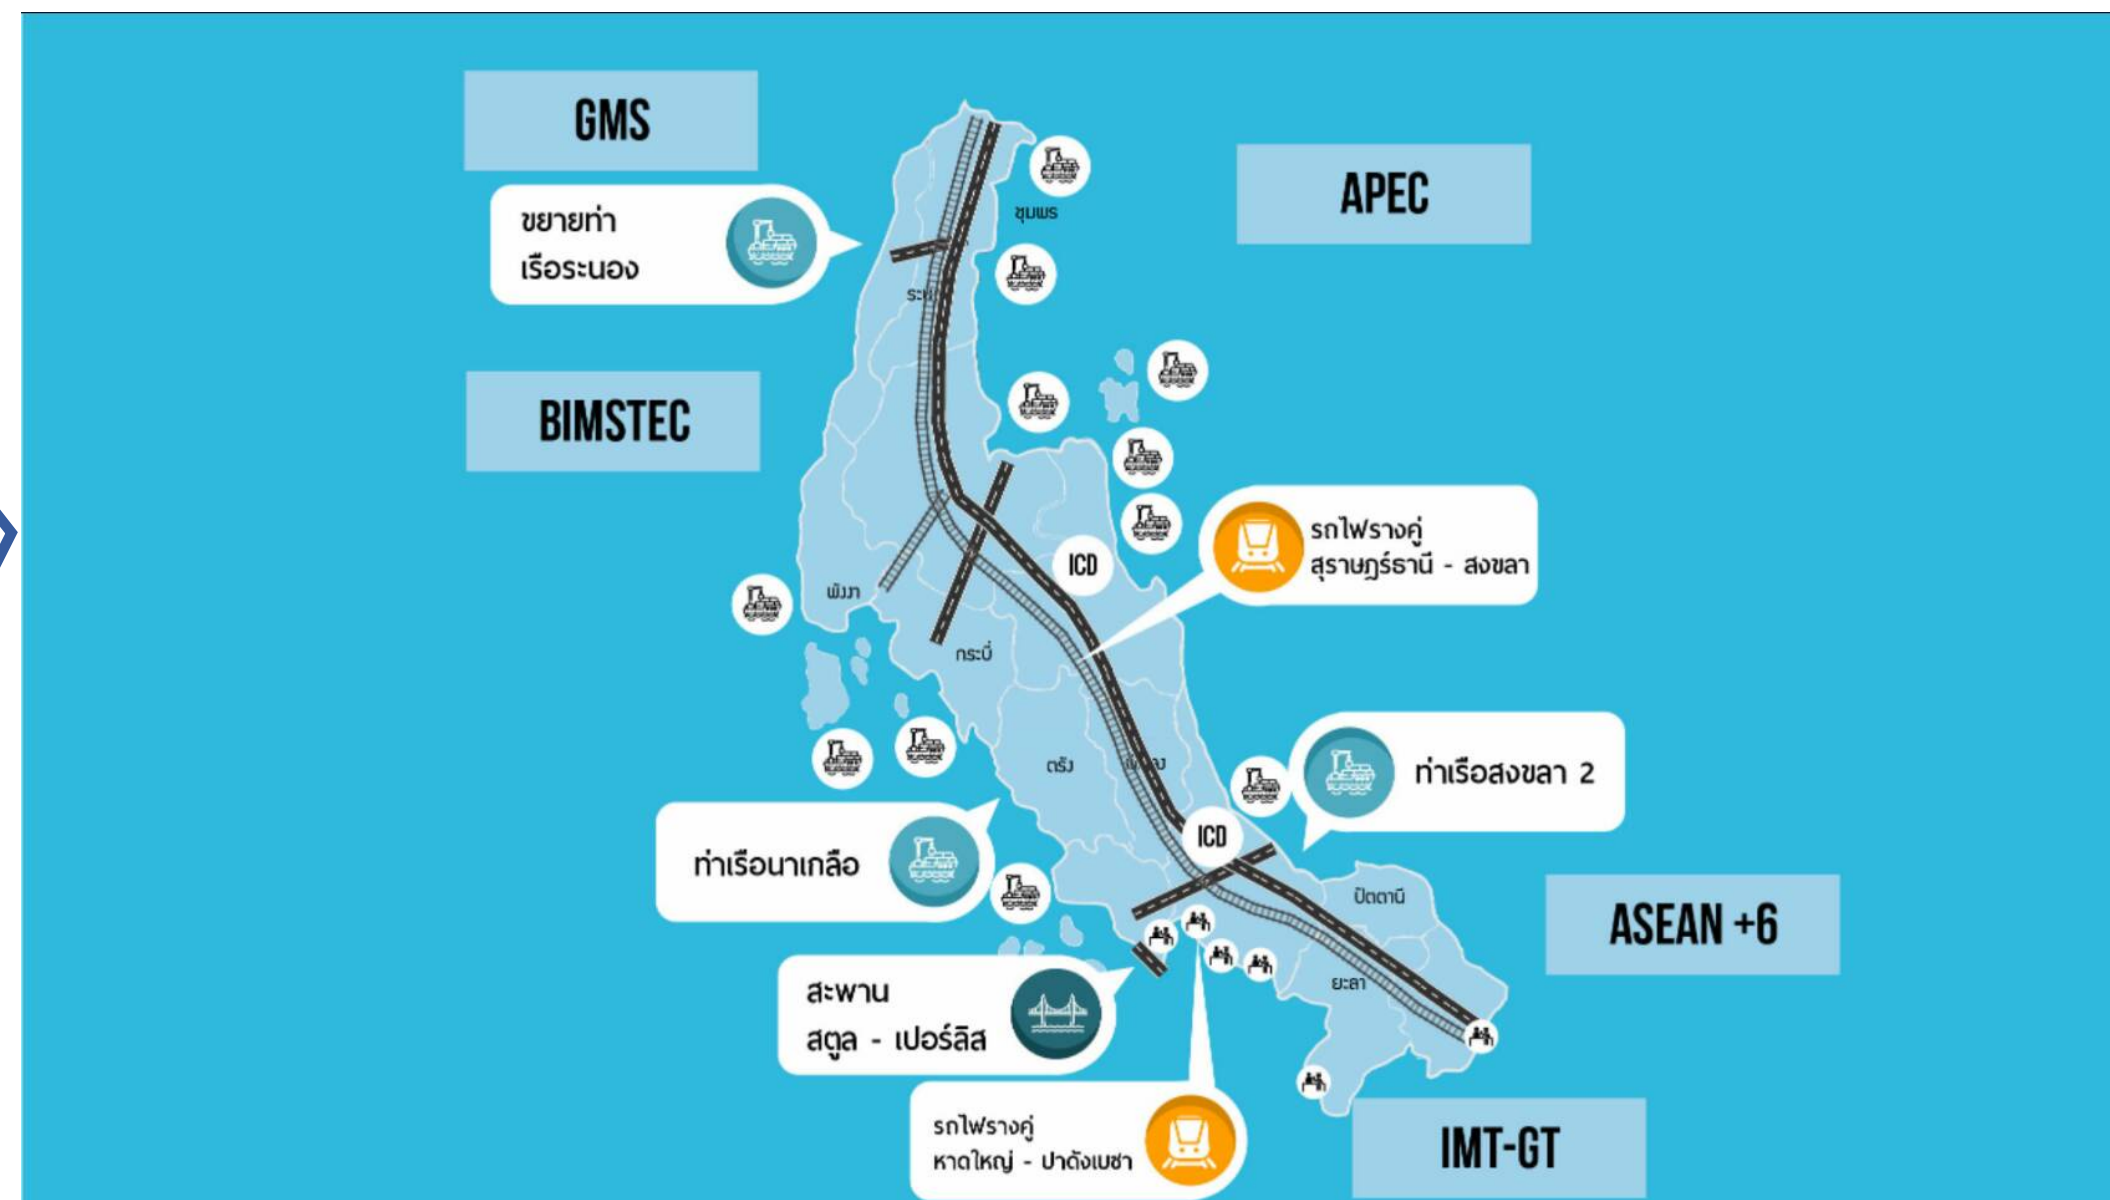 GMS
APEC
ขยายท่า
เรือระนอง
ชุมพร
BIMSTEC
รถไฟรางคู่
สุราษฎร์ธานี - สงขลา
ICD
พังงา
กระบี่
ตรัง
ท่าเรือสงขลา 2
ICD
ท่าเรือนาเกลือ
ปัตตานี
ASEAN +6
ยะลา
สะพาน
สตูล - เปอร์ลิส
รถไฟรางคู่
หาดใหญ่ - ปาดังเบซา
IMT-GT